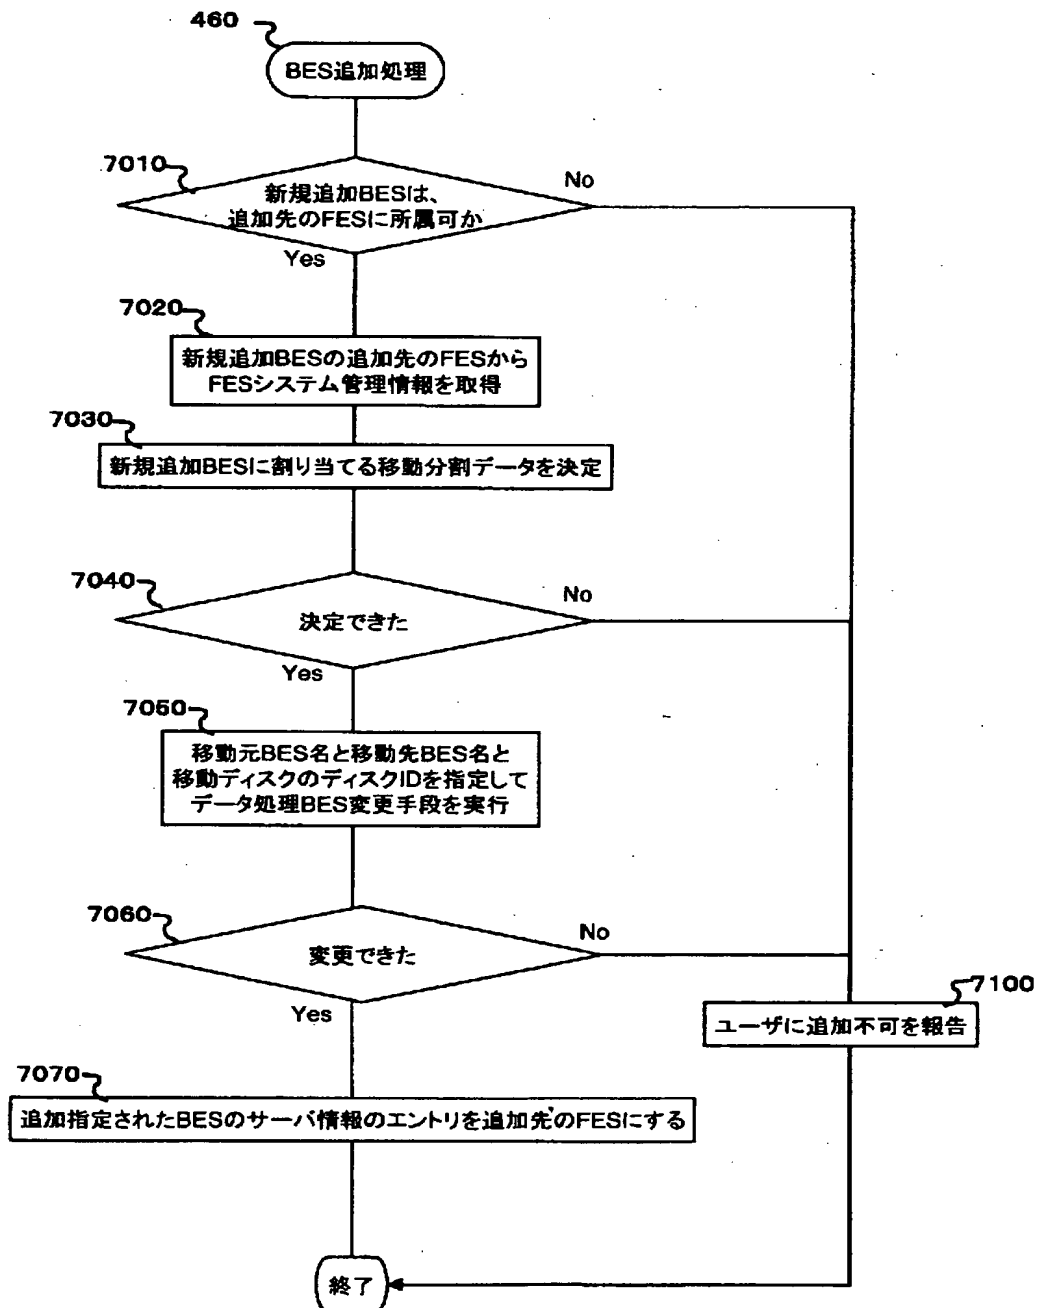 460
BES追加処理
7010
新規追加BESは、
追加先のFESに所属可か
No
Yes
7020
新規追加BESの追加先のFESから
FESシステム管理情報を取得
7030
新規追加BESに割り当てる移動分割データを決定
7040
決定できた
No
Yes
7050
移動元BES名と移動先BES名と
移動ディスクのディスクIDを指定して
データ処理BES変更手段を実行
7060
変更できた
No
Yes
7100
ユーザに追加不可を報告
7070
追加指定されたBESのサーバ情報のエントリを追加先のFESにする
終了